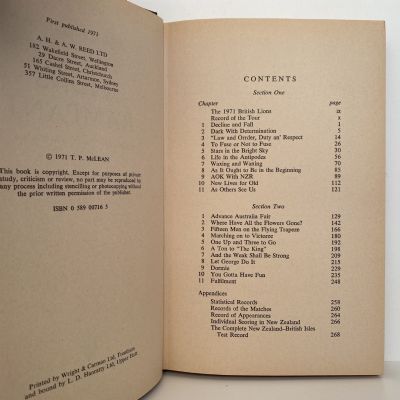 First published 1971
A. H. & A. W. REED LTD
182 Wakefield Street, Wellington
29 Dacre Street, Auckland
165 Cashel Street, Christchurch
51 Whiting Street, Artarmon, Sydney
357 Little Collins Street, Melbourne
© 1971 T. P. McLEAN
This book is copyright. Except for purposes of private
study, criticism or review, no part may be reproduced by
any process including stencilling or photocopying without
the prior written permission of the publisher.
ISBN 0 589 00716 5
Printed by Wright & Carman Ltd, Trentham
and bound by L. D. Hanratty Ltd, Upper Hutt
CONTENTS
Section One
Chapter page
The 1971 British Lions ix
Record of the Tour x
1 Decline and Fall 1
2 Dark With Determination 5
3 “Law and Orrder, Duty an' Respect 14
4 To Fuse or Not to Fuse 26
5 Stars in the Bright Sky 30
6 Life in the Antipodes 56
7 Waxing and Waning 70
8 As It Ought to Be in the Beginning 85
9 AOK With NZR 89
10 New Lives for Old 112
11 As Others See Us 121
Section Two
1 Advance Australia Fair 129
2 Where Have All the Flowers Gone? 142
3 Fifteen Men on the Flying Trapeze 144
4 Marching on to Victoree 180
5 One Up and Three to Go 192
6 A Ton to “The King” 198
7 And the Weak Shall Be Strong 208
8 Let George Do It 215
9 Donnie 229
10 You Gotta Have Fun 235
11 Fulfilment 248
Appendices
Statistical Records 258
Records of the Matches 260
Record of Appearances 264
Individual Scoring in New Zealand 266
The Complete New Zealand–British Isles
Test Record 268